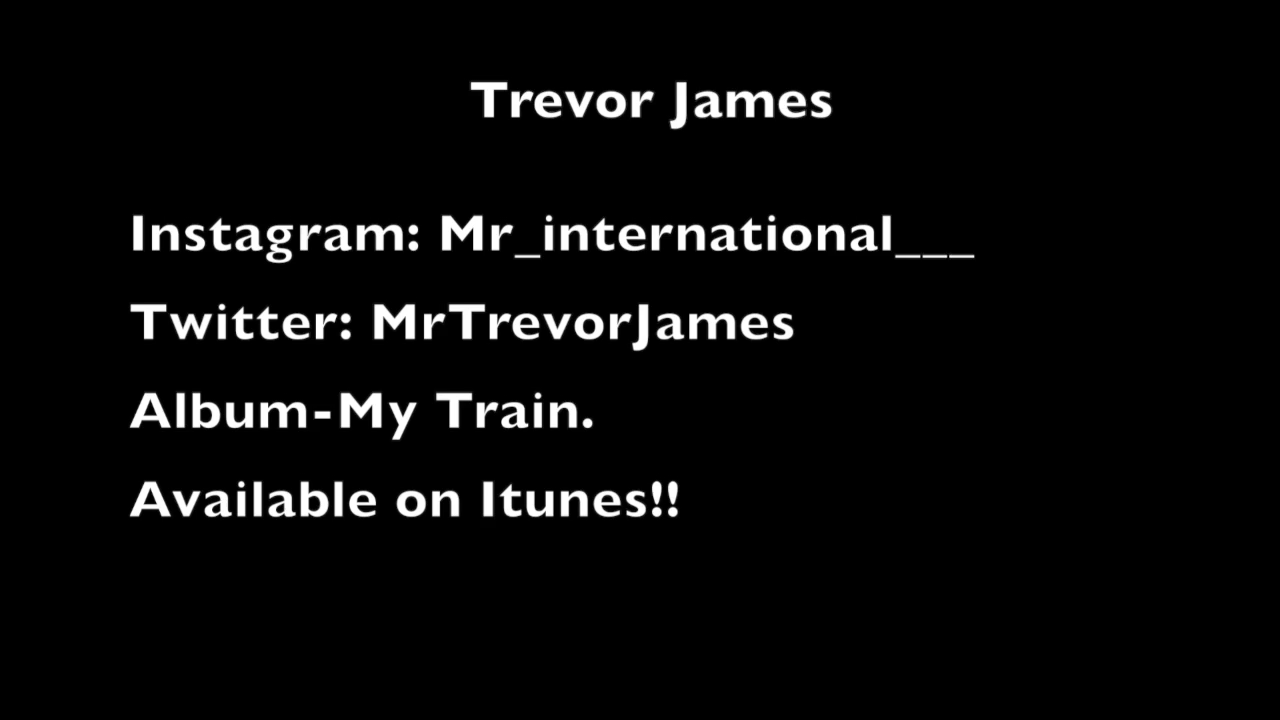 Trevor James
Instagram: Mr_international___
Twitter: MrTrevorJames
Album-My Train.
Available on Itunes!!